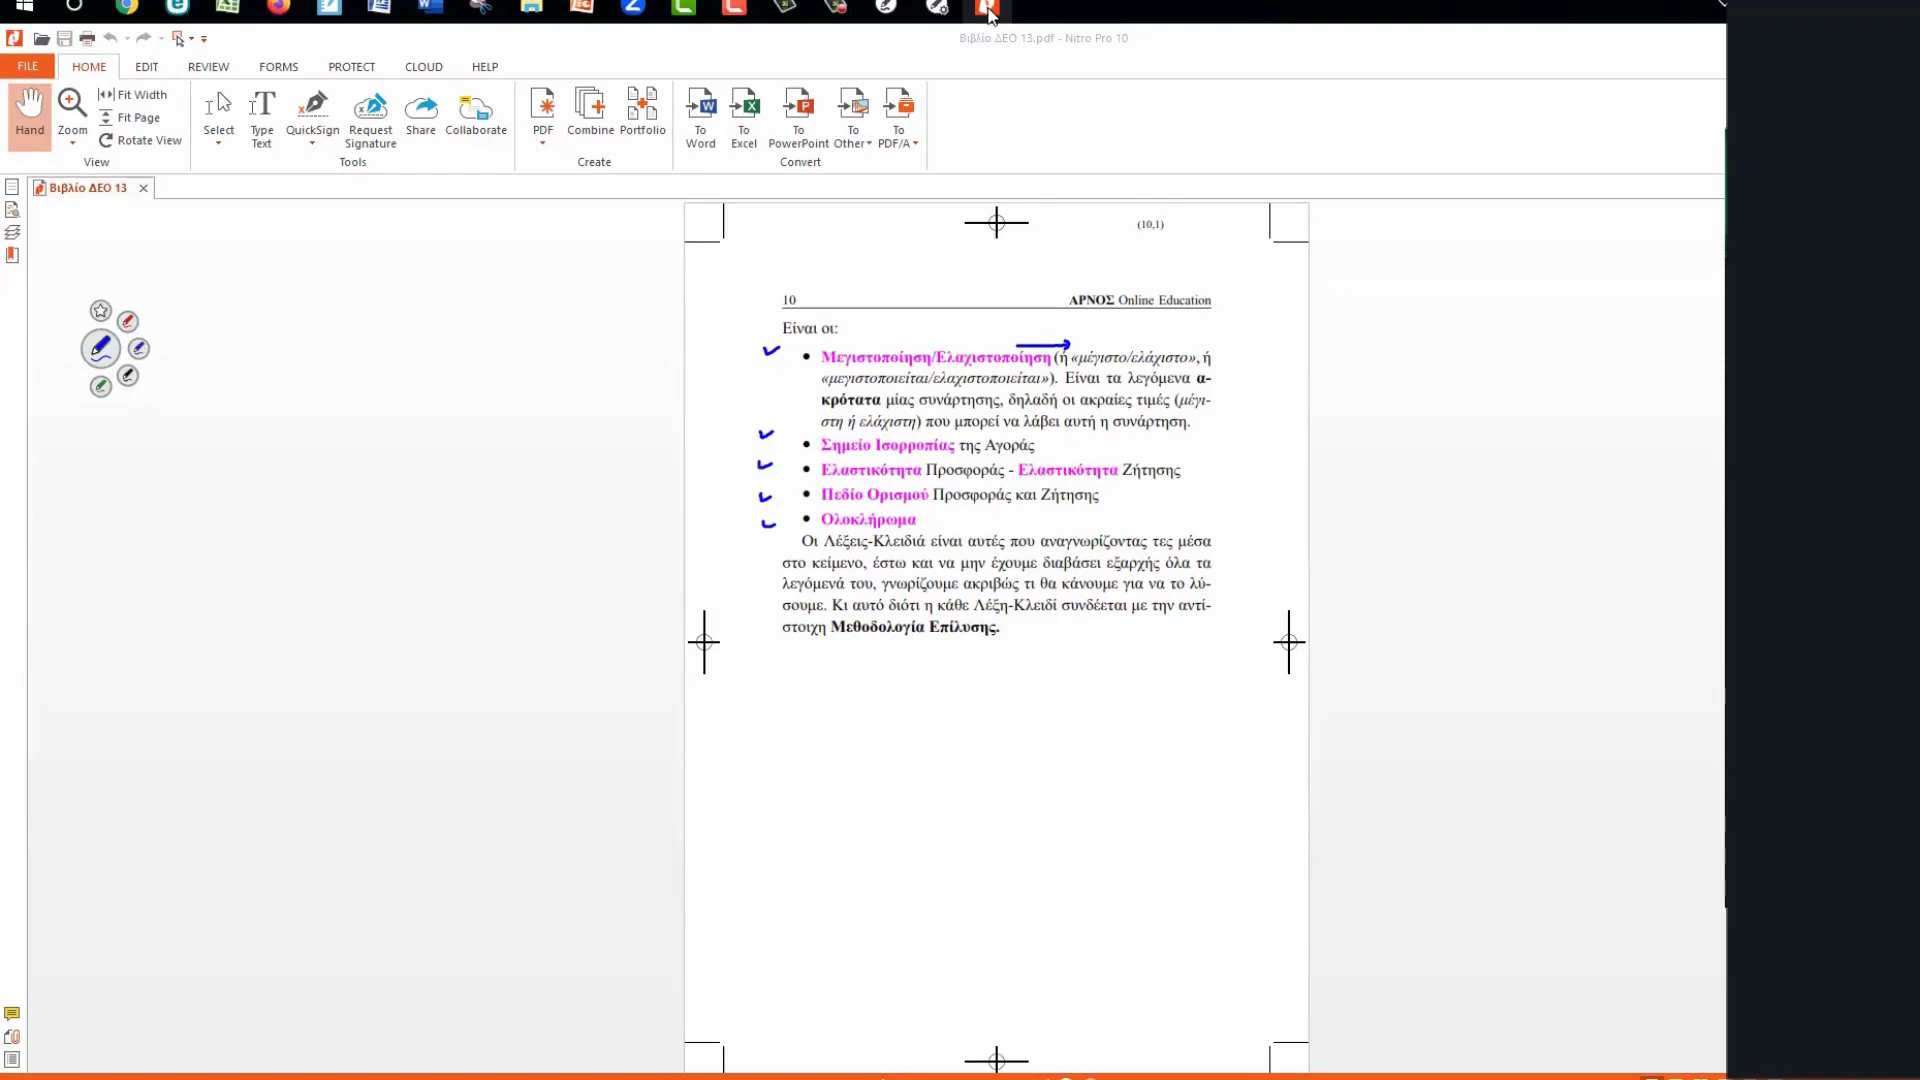 Βιβλίο ΔΕΟ 13.pdf - Nitro Pro 10
FILE
HOME
EDIT
REVIEW
FORMS
PROTECT
CLOUD
HELP
Hand
Zoom
Fit Width
Fit Page
Rotate View
View
Select
Type Text
QuickSign
Request Signature
Share
Collaborate
Tools
PDF
Combine
Portfolio
Create
To Word
To Excel
To PowerPoint
To Other
To PDF/A
Convert
Βιβλίο ΔΕΟ 13
(10,1)
10 ΑΡΝΟΣ Online Education
Είναι οι:
• Μεγιστοποίηση/Ελαχιστοποίηση (ή «μέγιστο/ελάχιστο», ή
«μεγιστοποιείται/ελαχιστοποιείται»). Είναι τα λεγόμενα α-
κρότατα μίας συνάρτησης, δηλαδή οι ακραίες τιμές (μέγι-
στη ή ελάχιστη) που μπορεί να λάβει αυτή η συνάρτηση.
• Σημείο Ισορροπίας της Αγοράς
• Ελαστικότητα Προσφοράς - Ελαστικότητα Ζήτησης
• Πεδίο Ορισμού Προσφοράς και Ζήτησης
• Ολοκλήρωμα
Οι Λέξεις-Κλειδιά είναι αυτές που αναγνωρίζοντας τες μέσα
στο κείμενο, έστω και να μην έχουμε διαβάσει εξαρχής όλα τα
λεγόμενά του, γνωρίζουμε ακριβώς τι θα κάνουμε για να το λύ-
σουμε. Κι αυτό διότι η κάθε Λέξη-Κλειδί συνδέεται με την αντί-
στοιχη Μεθοδολογία Επίλυσης.